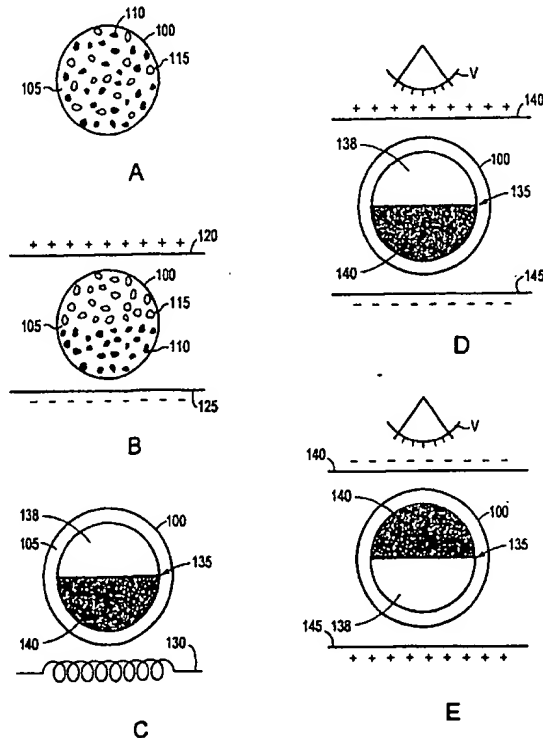 110
100
115
105
A
+ + + + + + + + 120
100
115
105
110
- - - - - - - - 125
B
138
105
100
135
140
130
C
V
+ + + + + + + + + 140
138
100
135
140
145
- - - - - - - - -
D
V
140 - - - - - - - - -
140
100
135
138
145
+ + + + + + + + +
E